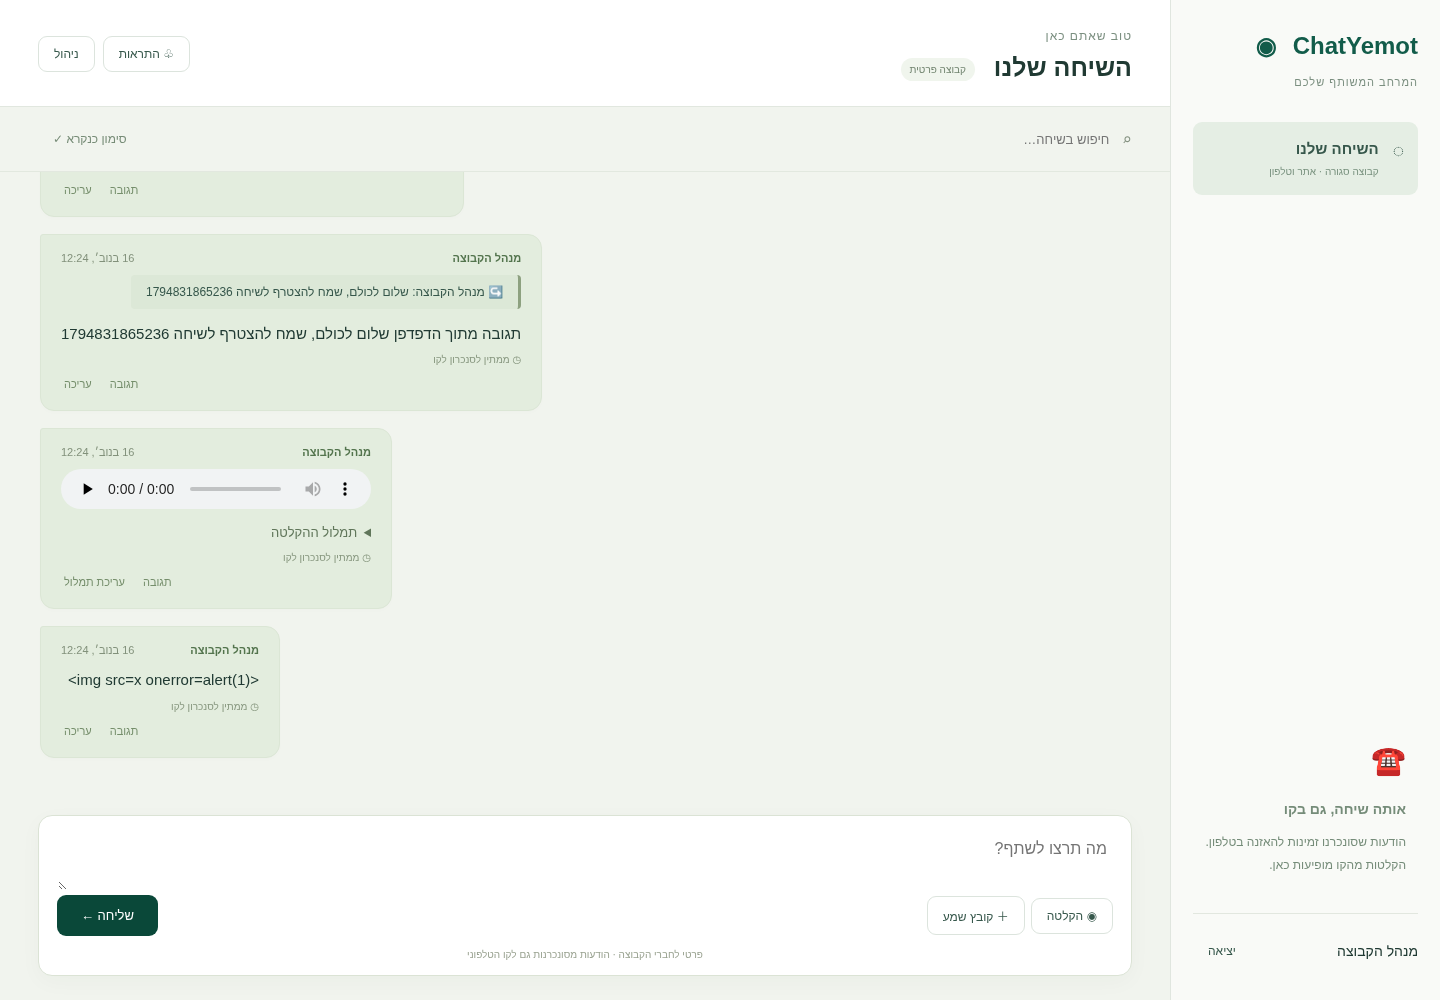 ChatYemot
המרחב המשותף שלכם
השיחה שלנו
קבוצה סגורה · אתר וטלפון
אותה שיחה, גם בקו
הודעות שסונכרנו זמינות להאזנה בטלפון.
הקלטות מהקו מופיעות כאן.
מנהל הקבוצה
יציאה
טוב שאתם כאן
השיחה שלנו
קבוצה פרטית
♧ התראות
ניהול
חיפוש בשיחה...
סימון כנקרא ✓
תגובה
עריכה
מנהל הקבוצה
16 בנוב׳, 12:24
↪️ מנהל הקבוצה: שלום לכולם, שמח להצטרף לשיחה 1794831865236
תגובה מתוך הדפדפן שלום לכולם, שמח להצטרף לשיחה 1794831865236
◷ ממתין לסנכרון לקו
תגובה
עריכה
מנהל הקבוצה
16 בנוב׳, 12:24
0:00 / 0:00
תמלול ההקלטה
◷ ממתין לסנכרון לקו
תגובה
עריכת תמלול
מנהל הקבוצה
16 בנוב׳, 12:24
<img src=x onerror=alert(1)>
◷ ממתין לסנכרון לקו
תגובה
עריכה
מה תרצו לשתף?
◉ הקלטה
＋ קובץ שמע
שליחה ←
פרטי לחברי הקבוצה · הודעות מסונכרנות גם לקו הטלפוני